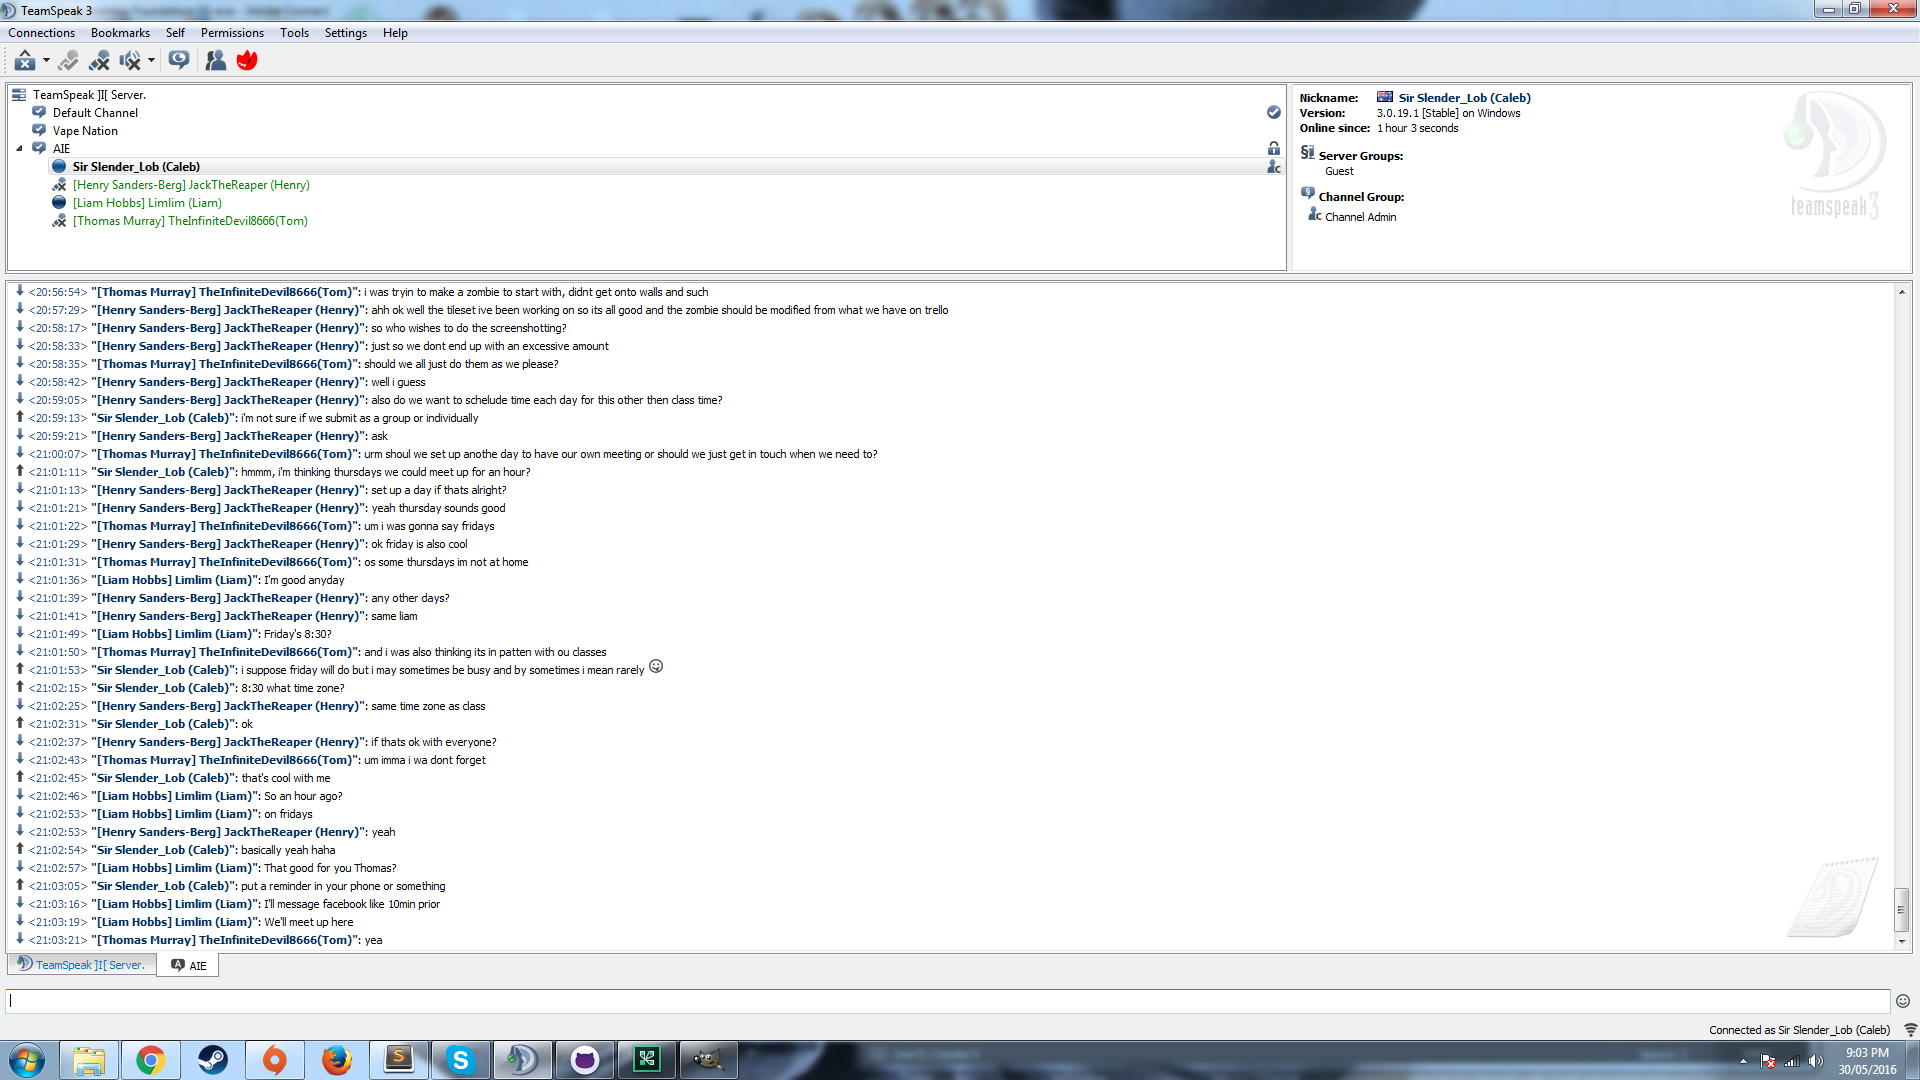 TeamSpeak 3
Connections Bookmarks Self Permissions Tools Settings Help
TeamSpeak ]I[ Server.
Default Channel
Vape Nation
AIE
Sir Slender_Lob (Caleb)
[Henry Sanders-Berg] JackTheReaper (Henry)
[Liam Hobbs] Limlim (Liam)
[Thomas Murray] TheInfiniteDevil8666(Tom)
Nickname: Sir Slender_Lob (Caleb)
Version: 3.0.19.1 [Stable] on Windows
Online since: 1 hour 3 seconds
Server Groups:
Guest
Channel Group:
Channel Admin
teamspeak3
<20:56:54> "[Thomas Murray] TheInfiniteDevil8666(Tom)": i was tryin to make a zombie to start with, didnt get onto walls and such
<20:57:29> "[Henry Sanders-Berg] JackTheReaper (Henry)": ahh ok well the tileset ive been working on so its all good and the zombie should be modified from what we have on trello
<20:58:17> "[Henry Sanders-Berg] JackTheReaper (Henry)": so who wishes to do the screenshotting?
<20:58:33> "[Henry Sanders-Berg] JackTheReaper (Henry)": just so we dont end up with an excessive amount
<20:58:35> "[Thomas Murray] TheInfiniteDevil8666(Tom)": should we all just do them as we please?
<20:58:42> "[Henry Sanders-Berg] JackTheReaper (Henry)": well i guess
<20:59:05> "[Henry Sanders-Berg] JackTheReaper (Henry)": also do we want to schelude time each day for this other then class time?
<20:59:13> "Sir Slender_Lob (Caleb)": i'm not sure if we submit as a group or individually
<20:59:21> "[Henry Sanders-Berg] JackTheReaper (Henry)": ask
<21:00:07> "[Thomas Murray] TheInfiniteDevil8666(Tom)": urm shoul we set up anothe day to have our own meeting or should we just get in touch when we need to?
<21:01:11> "Sir Slender_Lob (Caleb)": hmmm, i'm thinking thursdays we could meet up for an hour?
<21:01:13> "[Henry Sanders-Berg] JackTheReaper (Henry)": set up a day if thats alright?
<21:01:21> "[Henry Sanders-Berg] JackTheReaper (Henry)": yeah thursday sounds good
<21:01:22> "[Thomas Murray] TheInfiniteDevil8666(Tom)": um i was gonna say fridays
<21:01:29> "[Henry Sanders-Berg] JackTheReaper (Henry)": ok friday is also cool
<21:01:31> "[Thomas Murray] TheInfiniteDevil8666(Tom)": os some thursdays im not at home
<21:01:36> "[Liam Hobbs] Limlim (Liam)": I'm good anyday
<21:01:39> "[Henry Sanders-Berg] JackTheReaper (Henry)": any other days?
<21:01:41> "[Henry Sanders-Berg] JackTheReaper (Henry)": same liam
<21:01:49> "[Liam Hobbs] Limlim (Liam)": Friday's 8:30?
<21:01:50> "[Thomas Murray] TheInfiniteDevil8666(Tom)": and i was also thinking its in patten with ou classes
<21:01:53> "Sir Slender_Lob (Caleb)": i suppose friday will do but i may sometimes be busy and by sometimes i mean rarely
<21:02:15> "Sir Slender_Lob (Caleb)": 8:30 what time zone?
<21:02:25> "[Henry Sanders-Berg] JackTheReaper (Henry)": same time zone as class
<21:02:31> "Sir Slender_Lob (Caleb)": ok
<21:02:37> "[Henry Sanders-Berg] JackTheReaper (Henry)": if thats ok with everyone?
<21:02:43> "[Thomas Murray] TheInfiniteDevil8666(Tom)": um imma i wa dont forget
<21:02:45> "Sir Slender_Lob (Caleb)": that's cool with me
<21:02:46> "[Liam Hobbs] Limlim (Liam)": So an hour ago?
<21:02:53> "[Liam Hobbs] Limlim (Liam)": on fridays
<21:02:53> "[Henry Sanders-Berg] JackTheReaper (Henry)": yeah
<21:02:54> "Sir Slender_Lob (Caleb)": basically yeah haha
<21:02:57> "[Liam Hobbs] Limlim (Liam)": That good for you Thomas?
<21:03:05> "Sir Slender_Lob (Caleb)": put a reminder in your phone or something
<21:03:16> "[Liam Hobbs] Limlim (Liam)": I'll message facebook like 10min prior
<21:03:19> "[Liam Hobbs] Limlim (Liam)": We'll meet up here
<21:03:21> "[Thomas Murray] TheInfiniteDevil8666(Tom)": yea
TeamSpeak ]I[ Server. AIE
Connected as Sir Slender_Lob (Caleb)
9:03 PM
30/05/2016